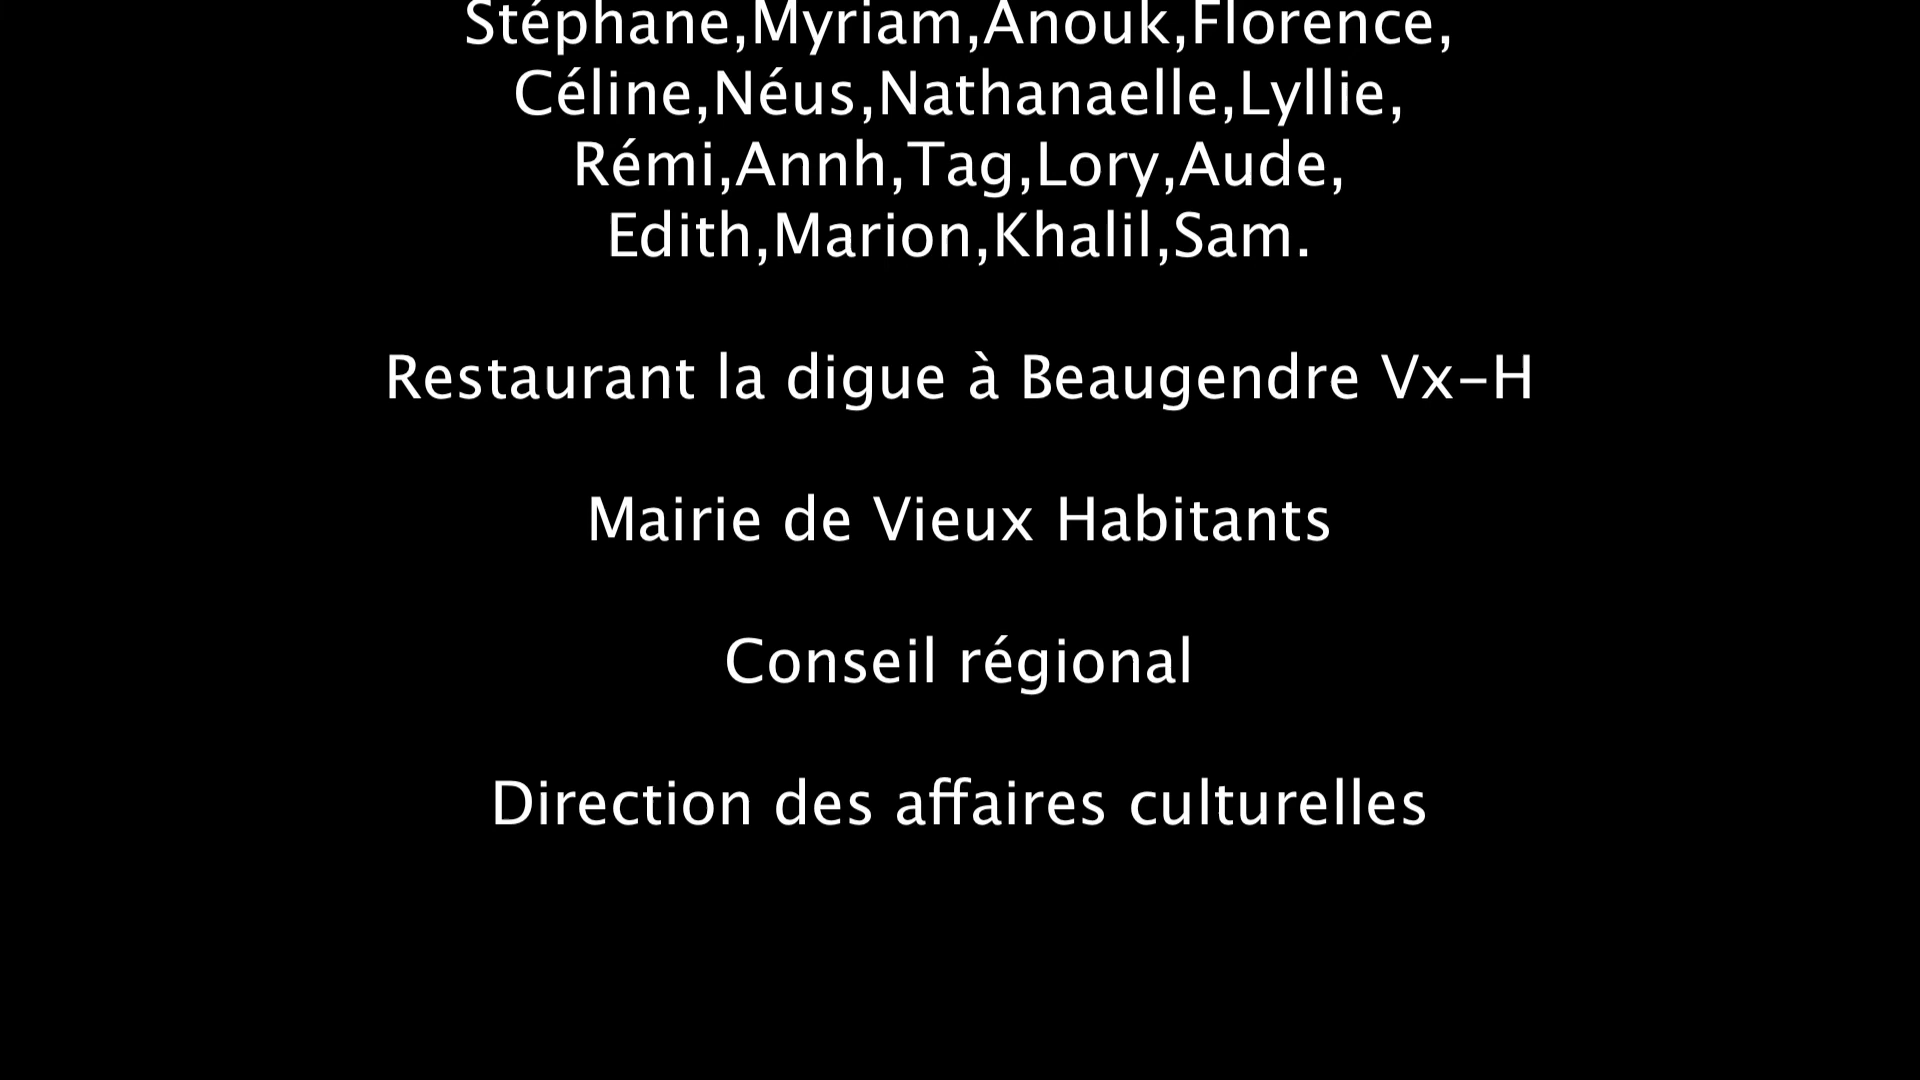 Stéphane,Myriam,Anouk,Florence,
Céline,Néus,Nathanaelle,Lyllie,
Rémi,Annh,Tag,Lory,Aude,
Edith,Marion,Khalil,Sam.
Restaurant la digue à Beaugendre Vx-H
Mairie de Vieux Habitants
Conseil régional
Direction des affaires culturelles